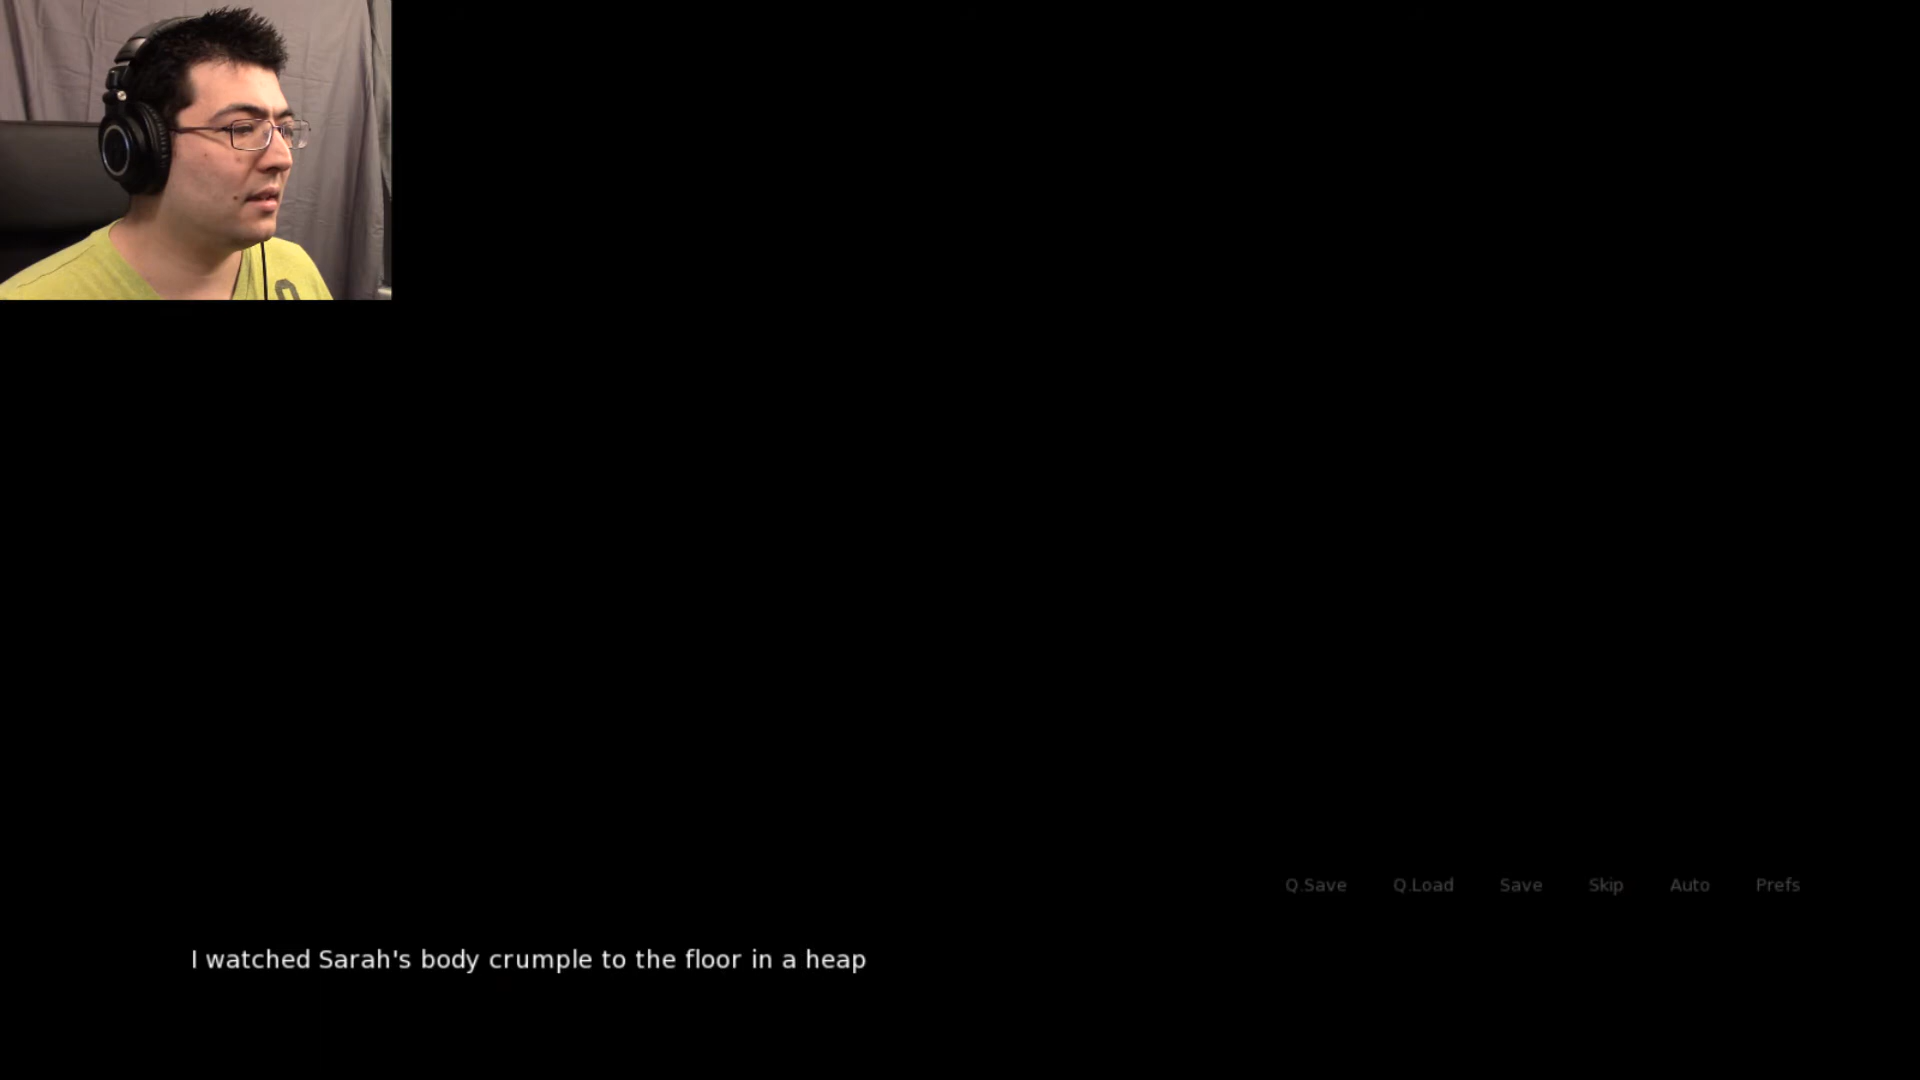 Q.Save Q.Load Save Skip Auto Prefs
I watched Sarah's body crumple to the floor in a heap